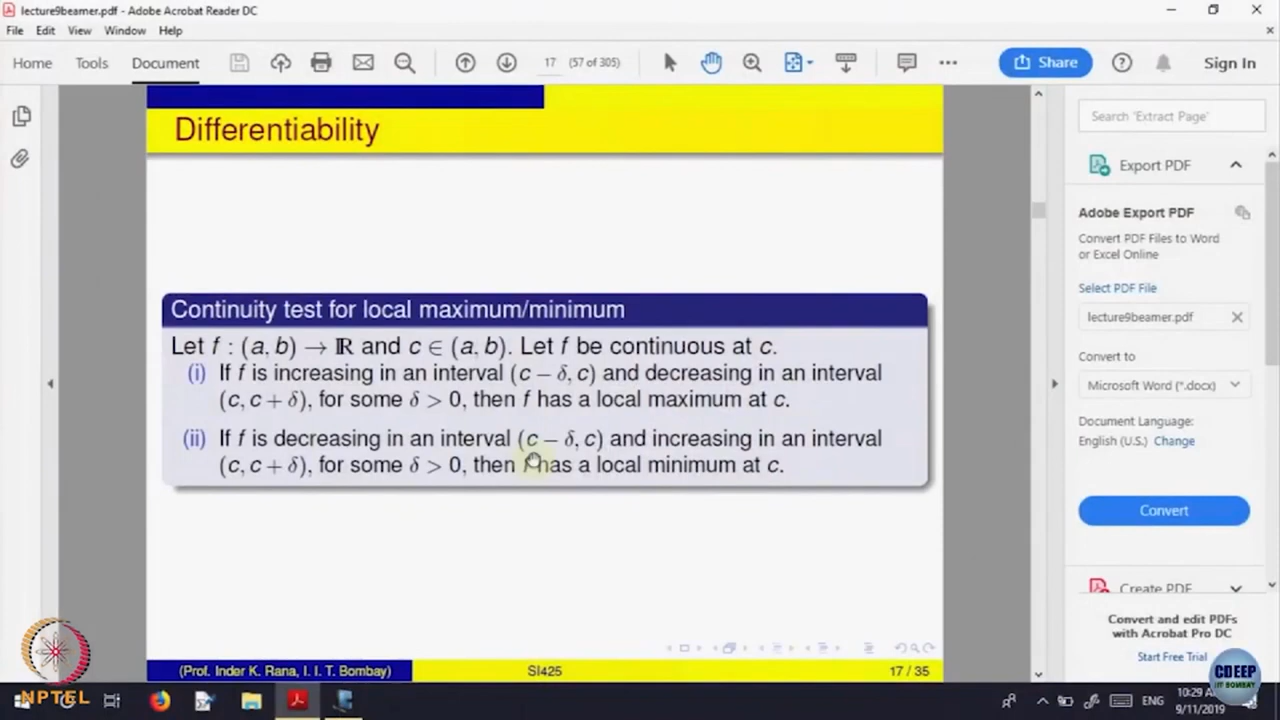 lecture9beamer.pdf - Adobe Acrobat Reader DC
File Edit View Window Help
Home Tools Document 17 (57 of 305) Share Sign In
Differentiability
Continuity test for local maximum/minimum
Let f : (a, b) → ℝ and c ∈ (a, b). Let f be continuous at c.
(i) If f is increasing in an interval (c − δ, c) and decreasing in an interval
(c, c + δ), for some δ > 0, then f has a local maximum at c.
(ii) If f is decreasing in an interval (c − δ, c) and increasing in an interval
(c, c + δ), for some δ > 0, then f has a local minimum at c.
(Prof. Inder K. Rana, I. I. T. Bombay) SI425 17 / 35
Search 'Extract Page'
Export PDF
Adobe Export PDF
Convert PDF Files to Word
or Excel Online
Select PDF File
lecture9beamer.pdf
Convert to
Microsoft Word (*.docx)
Document Language:
English (U.S.) Change
Convert
Create PDF
Convert and edit PDFs
with Acrobat Pro DC
Start Free Trial
NPTEL
CDEEP
IIT BOMBAY
ENG
10:29
9/11/2019